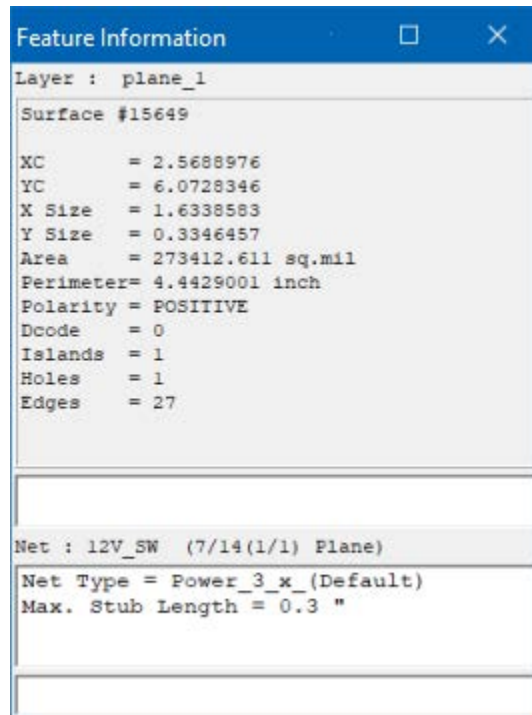 Feature Information
Layer :  plane_1
Surface #15649
XC       = 2.5688976
YC       = 6.0728346
X Size   = 1.6338583
Y Size   = 0.3346457
Area     = 273412.611 sq.mil
Perimeter= 4.4429001 inch
Polarity = POSITIVE
Dcode    = 0
Islands  = 1
Holes    = 1
Edges    = 27
Net : 12V_SW  (7/14(1/1) Plane)
Net Type = Power_3_x_(Default)
Max. Stub Length = 0.3 "